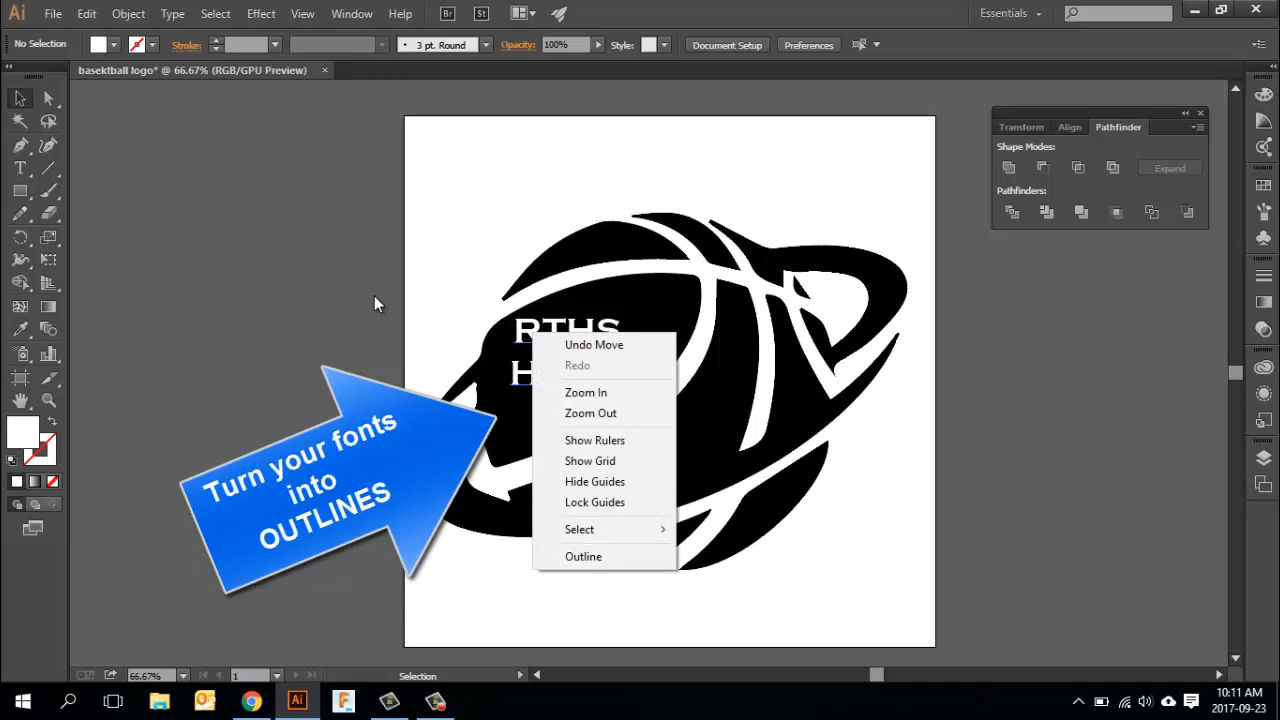 Ai File Edit Object Type Select Effect View Window Help Br St Essentials
No Selection Stroke: 3 pt. Round Opacity: 100% Style: Document Setup Preferences
basektball logo* @ 66.67% (RGB/GPU Preview)
Transform Align Pathfinder
Shape Modes:
Expand
Pathfinders:
RTHS
H
Undo Move
Redo
Zoom In
Zoom Out
Show Rulers
Show Grid
Hide Guides
Lock Guides
Select
Outline
Turn your fonts
into
OUTLINES
66.67% 1 Selection
Ai F
10:11 AM
2017-09-23